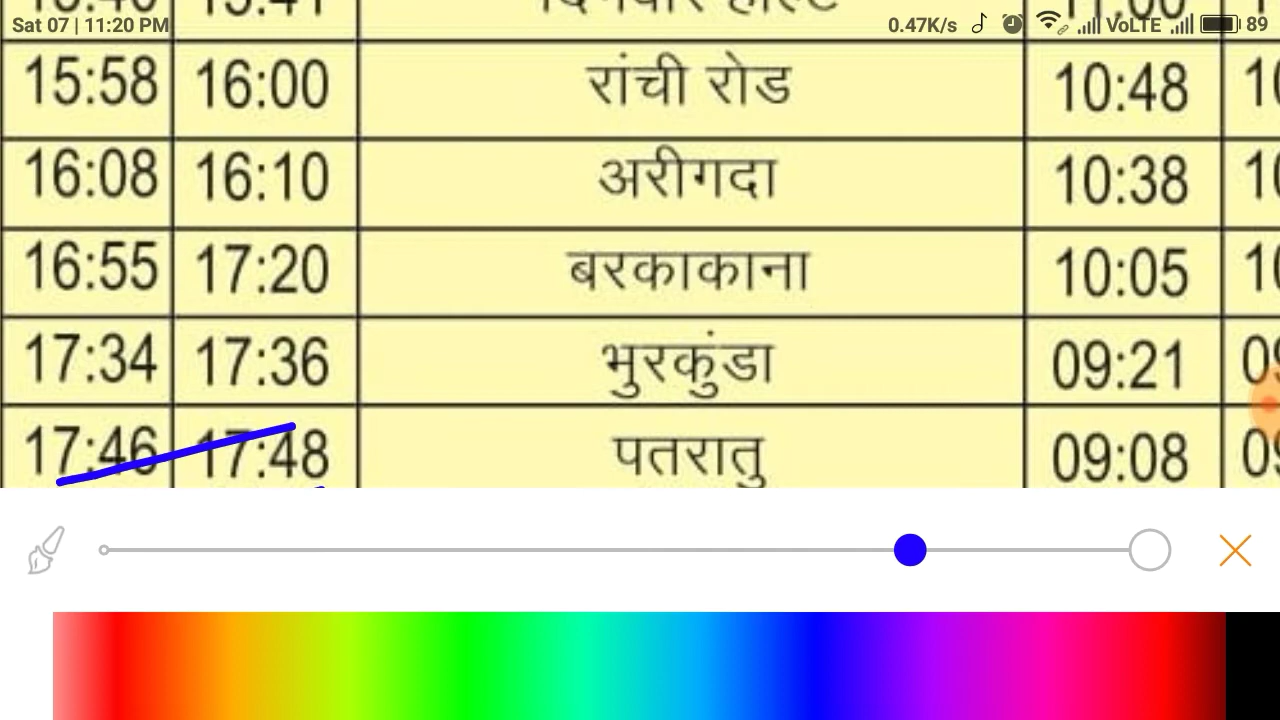 Sat 07 | 11:20 PM 0.47K/s VoLTE 89
15:58 16:00 रांची रोड 10:48
16:08 16:10 अरीगदा 10:38
16:55 17:20 बरकाकाना 10:05
17:34 17:36 भुरकुंडा 09:21
17:46 17:48 पतरातु 09:08